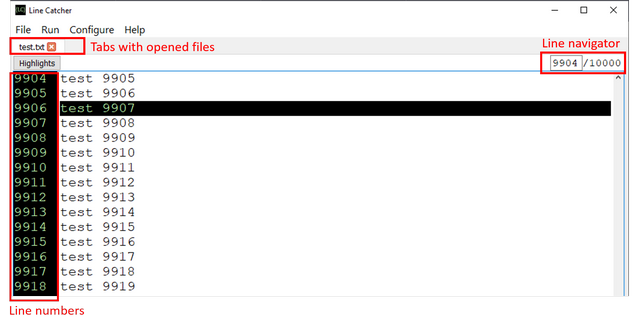 Line Catcher
File Run Configure Help
test.txt Tabs with opened files Line navigator
Highlights 9904 /10000
9904 test 9905
9905 test 9906
9906 test 9907
9907 test 9908
9908 test 9909
9909 test 9910
9910 test 9911
9911 test 9912
9912 test 9913
9913 test 9914
9914 test 9915
9915 test 9916
9916 test 9917
9917 test 9918
9918 test 9919
Line numbers